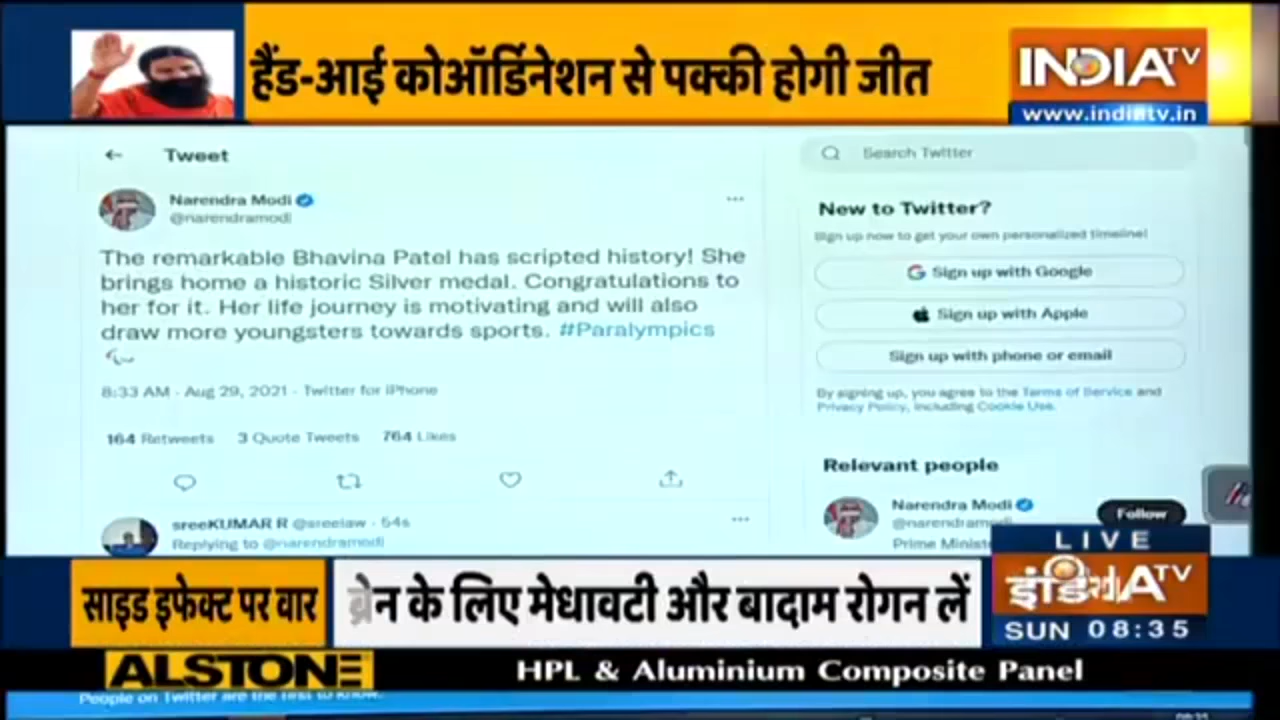 हैंड-आई कोऑर्डिनेशन से पक्की होगी जीत
INDIA TV
www.indiatv.in
Tweet
Search Twitter
Narendra Modi
@narendramodi
The remarkable Bhavina Patel has scripted history! She
brings home a historic Silver medal. Congratulations to
her for it. Her life journey is motivating and will also
draw more youngsters towards sports. #Paralympics
8:33 AM · Aug 29, 2021 · Twitter for iPhone
164 Retweets 3 Quote Tweets 764 Likes
sreeKUMAR R @sreelaw · 54s
Replying to @narendramodi
New to Twitter?
Sign up now to get your own personalized timeline!
Sign up with Google
Sign up with Apple
Sign up with phone or email
By signing up, you agree to the Terms of Service and
Privacy Policy, including Cookie Use.
Relevant people
Narendra Modi
@narendramodi
Follow
Prime Minist
LIVE
TV
SUN 08:35
साइड इफेक्ट पर वार
ब्रेन के लिए मेधावटी और बादाम रोगन लें
ALSTONE
HPL & Aluminium Composite Panel
People on Twitter are the first to know.